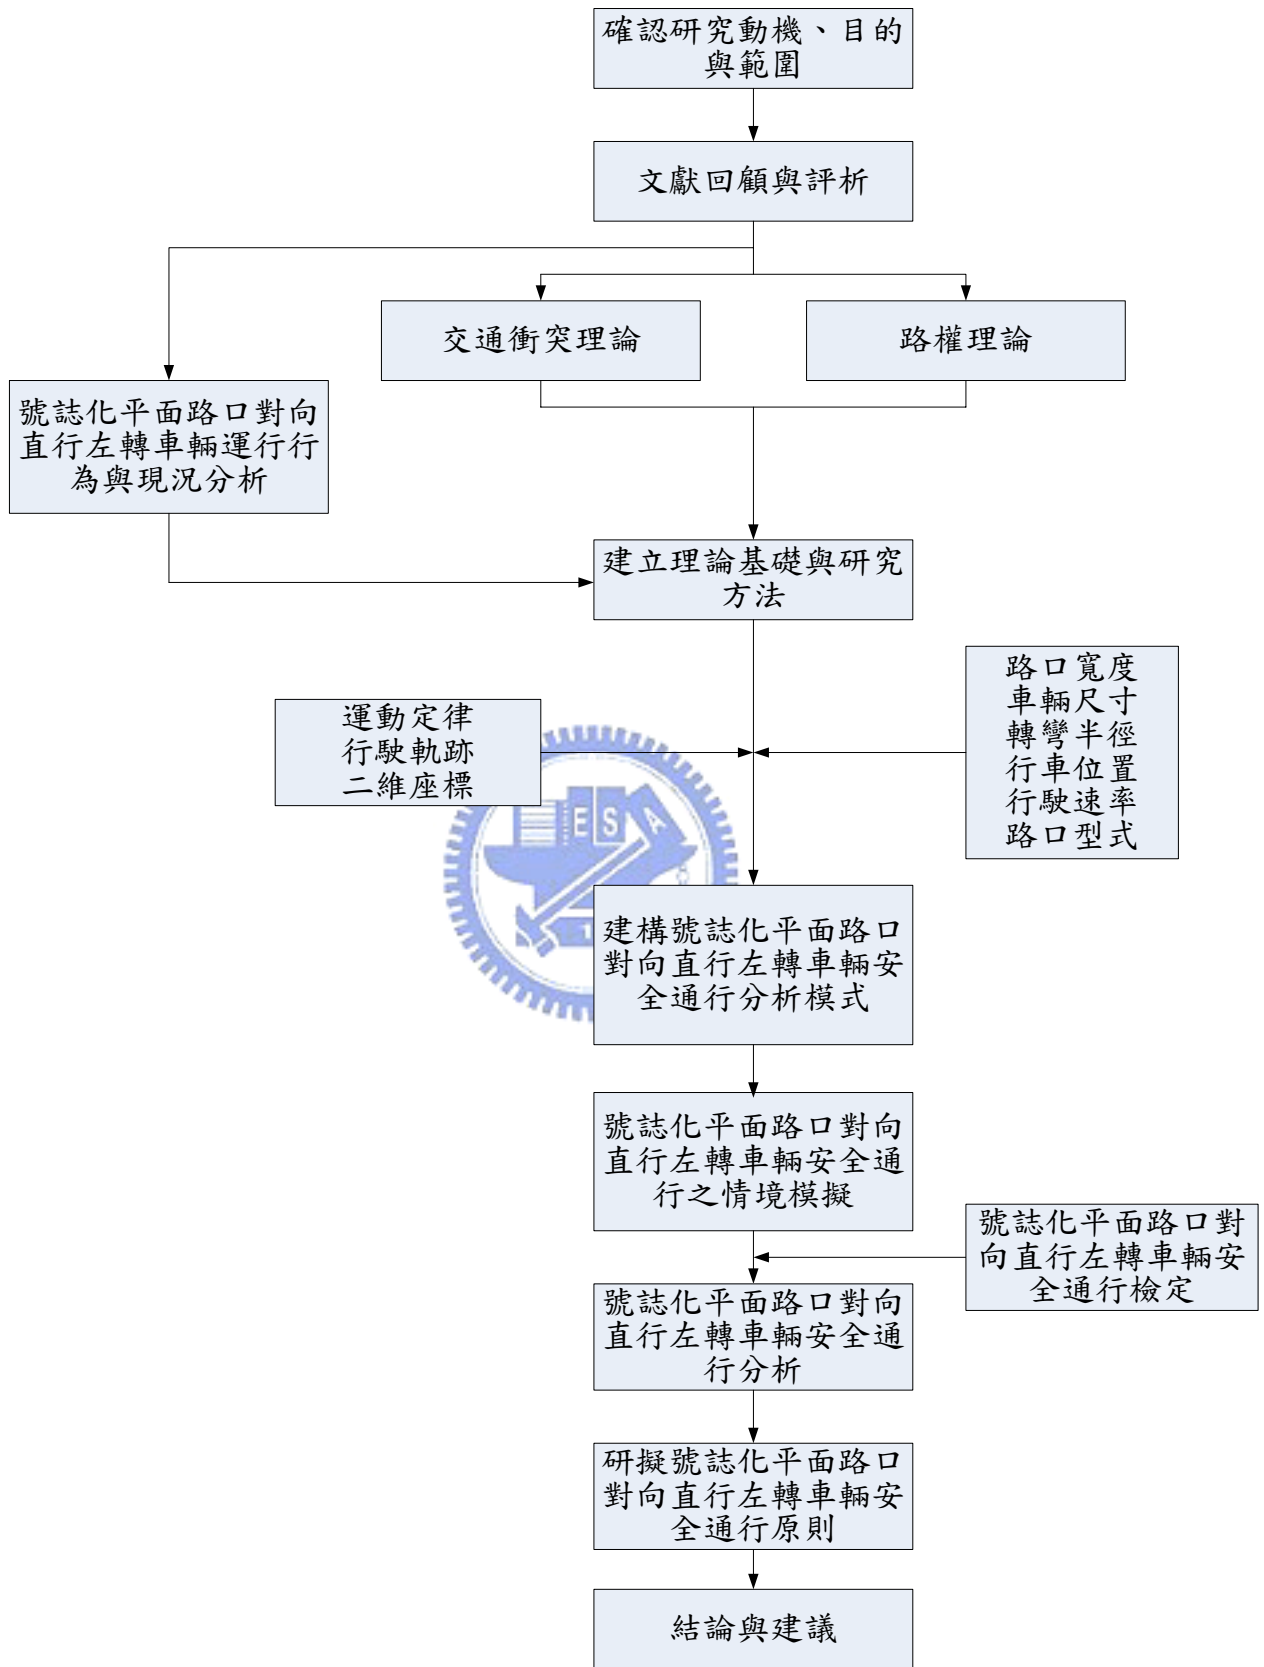 確認研究動機、目的
與範圍
文獻回顧與評析
交通衝突理論
路權理論
號誌化平面路口對向
直行左轉車輛運行行
為與現況分析
建立理論基礎與研究
方法
運動定律
行駛軌跡
二維座標
路口寬度
車輛尺寸
轉彎半徑
行車位置
行駛速率
路口型式
ESA
建構號誌化平面路口
對向直行左轉車輛安
全通行分析模式
號誌化平面路口對向
直行左轉車輛安全通
行之情境模擬
號誌化平面路口對
向直行左轉車輛安
全通行檢定
號誌化平面路口對向
直行左轉車輛安全通
行分析
研擬號誌化平面路口
對向直行左轉車輛安
全通行原則
結論與建議